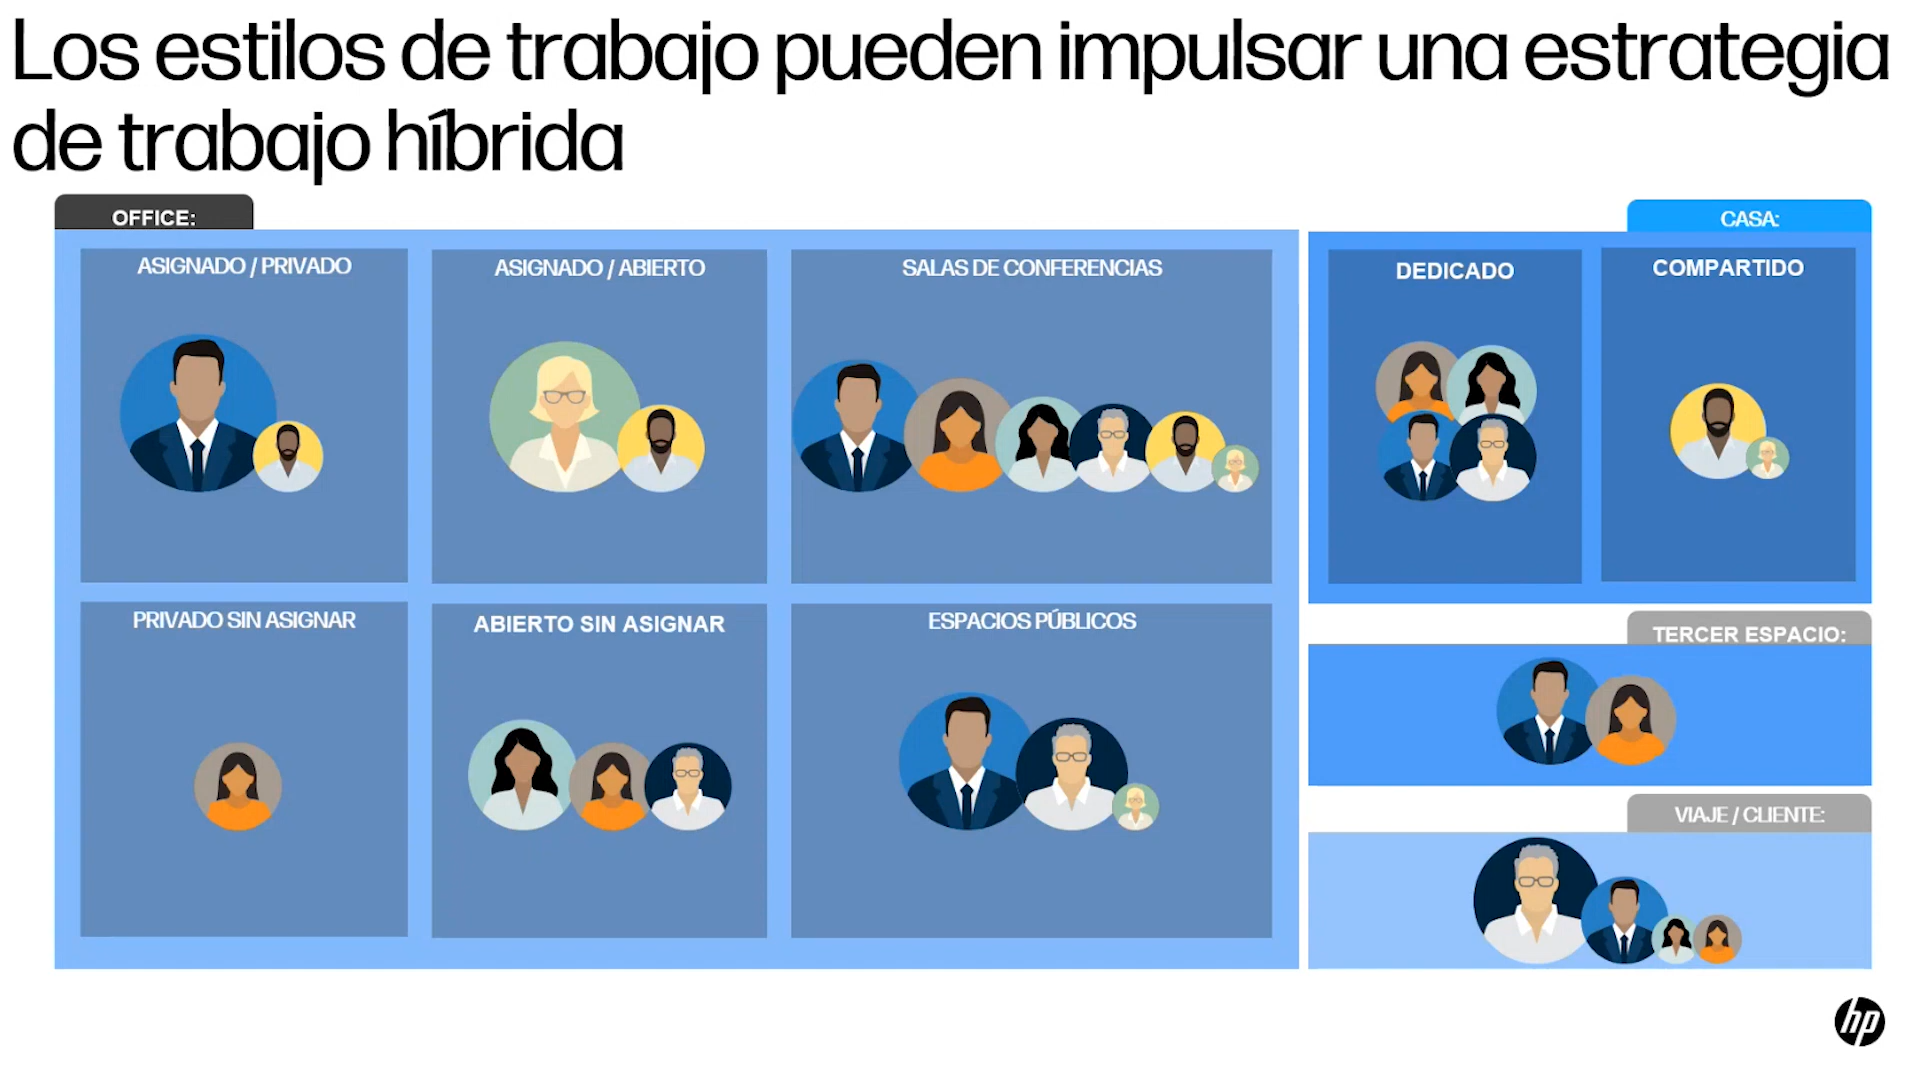 Los estilos de trabajo pueden impulsar una estrategia
de trabajo híbrida
OFFICE:
ASIGNADO / PRIVADO
ASIGNADO / ABIERTO
SALAS DE CONFERENCIAS
PRIVADO SIN ASIGNAR
ABIERTO SIN ASIGNAR
ESPACIOS PÚBLICOS
CASA:
DEDICADO
COMPARTIDO
TERCER ESPACIO:
VIAJE / CLIENTE:
hp